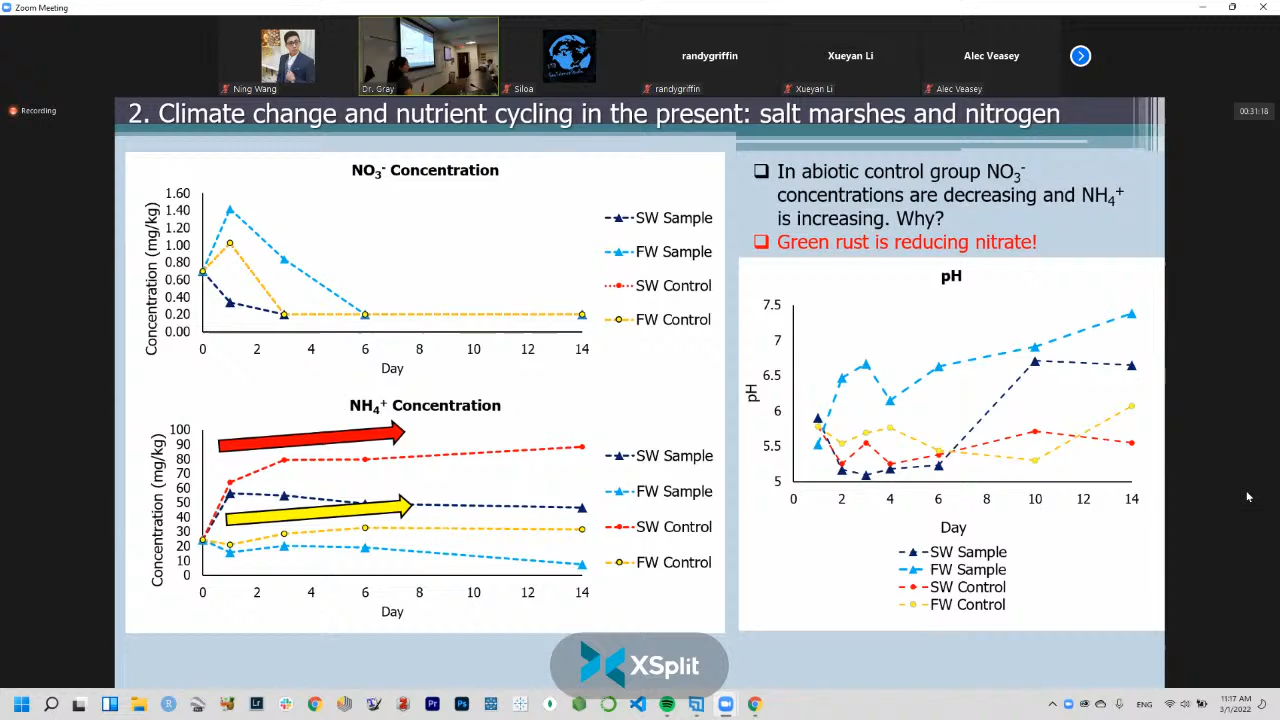 Zoom Meeting
randygriffin
Xueyan Li
Alec Veasey
Ning Wang
Dr. Gray
Siloa
randygriffin
Xueyan Li
Alec Veasey
Recording
00:31:18
2. Climate change and nutrient cycling in the present: salt marshes and nitrogen
NO₃⁻ Concentration
Concentration (mg/kg)
1.60
1.40
1.20
1.00
0.80
0.60
0.40
0.20
0.00
0 2 4 6 8 10 12 14
Day
SW Sample
FW Sample
SW Control
FW Control
NH₄⁺ Concentration
Concentration (mg/kg)
100
90
80
70
60
50
40
30
20
10
0
0 2 4 6 8 10 12 14
Day
SW Sample
FW Sample
SW Control
FW Control
In abiotic control group NO₃⁻
concentrations are decreasing and NH₄⁺
is increasing. Why?
Green rust is reducing nitrate!
pH
pH
7.5
7
6.5
6
5.5
5
0 2 4 6 8 10 12 14
Day
SW Sample
FW Sample
SW Control
FW Control
XSplit
R
Lr
Pr
Ps
ENG
11:17 AM
3/7/2022